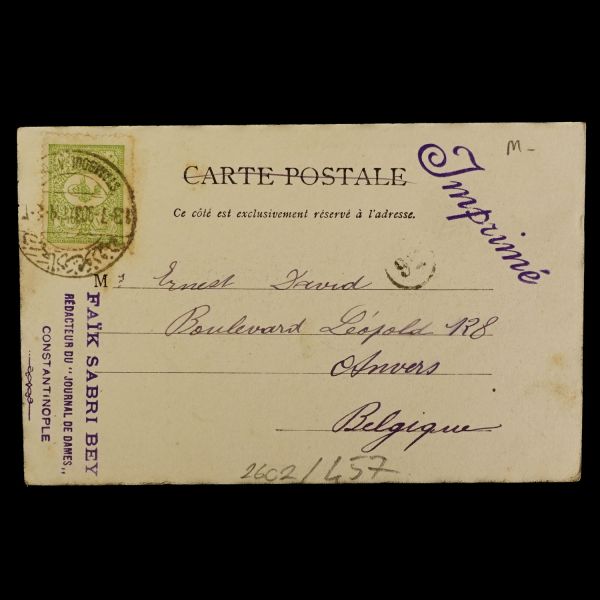 M-
Imprimé
CARTE POSTALE
Ce côté est exclusivement réservé à l'adresse.
STAMBOUL
M r Ernest David
Boulevard Léopold 128
Anvers
Belgique
FAÏK SABRI BEY
RÉDACTEUR DU "JOURNAL DE DAMES„
CONSTANTINOPLE
2602/457